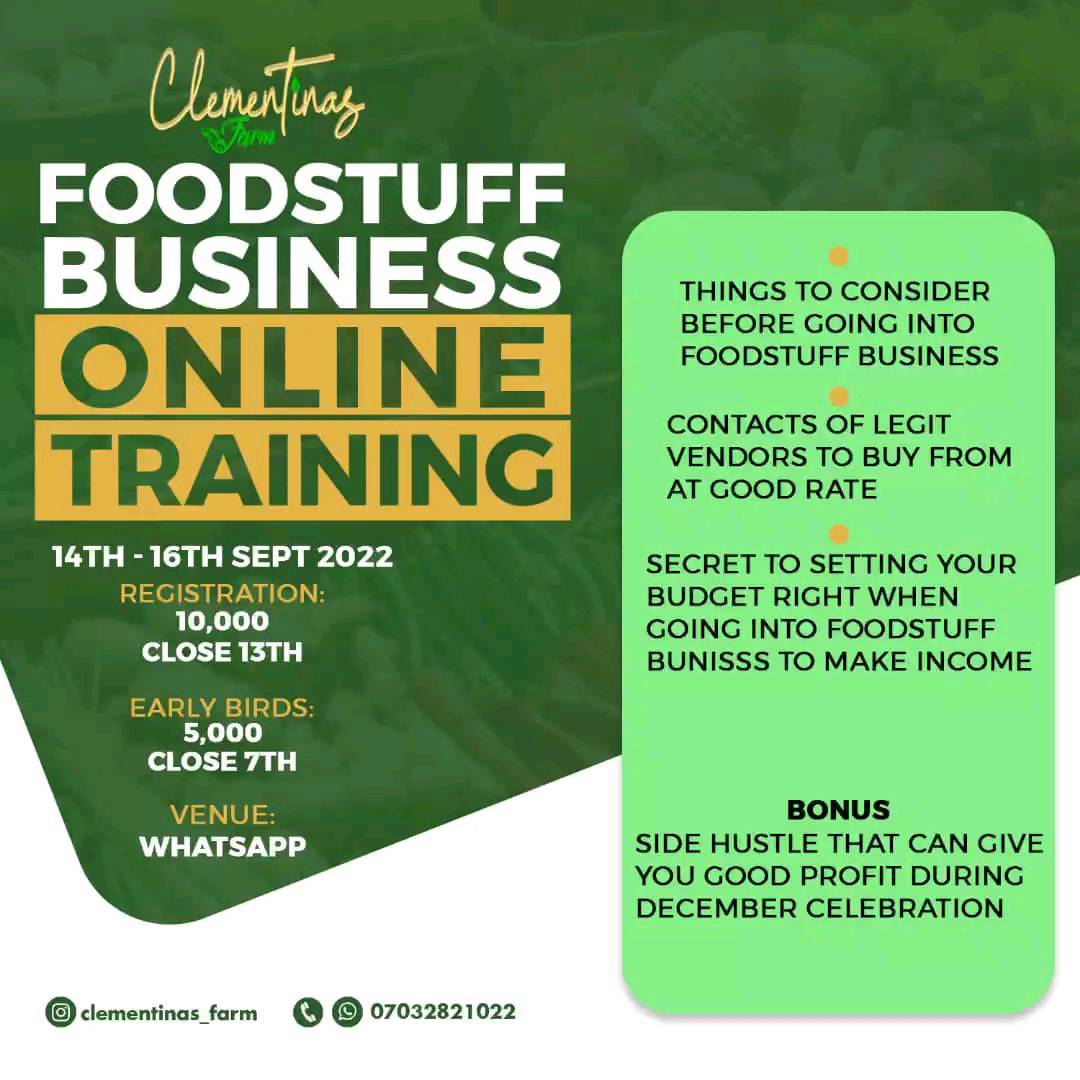 Clementinas
Farm
FOODSTUFF
BUSINESS
ONLINE
TRAINING
14TH - 16TH SEPT 2022
REGISTRATION:
10,000
CLOSE 13TH
EARLY BIRDS:
5,000
CLOSE 7TH
VENUE:
WHATSAPP
THINGS TO CONSIDER
BEFORE GOING INTO
FOODSTUFF BUSINESS
CONTACTS OF LEGIT
VENDORS TO BUY FROM
AT GOOD RATE
SECRET TO SETTING YOUR
BUDGET RIGHT WHEN
GOING INTO FOODSTUFF
BUNISSS TO MAKE INCOME
BONUS
SIDE HUSTLE THAT CAN GIVE
YOU GOOD PROFIT DURING
DECEMBER CELEBRATION
clementinas_farm
07032821022